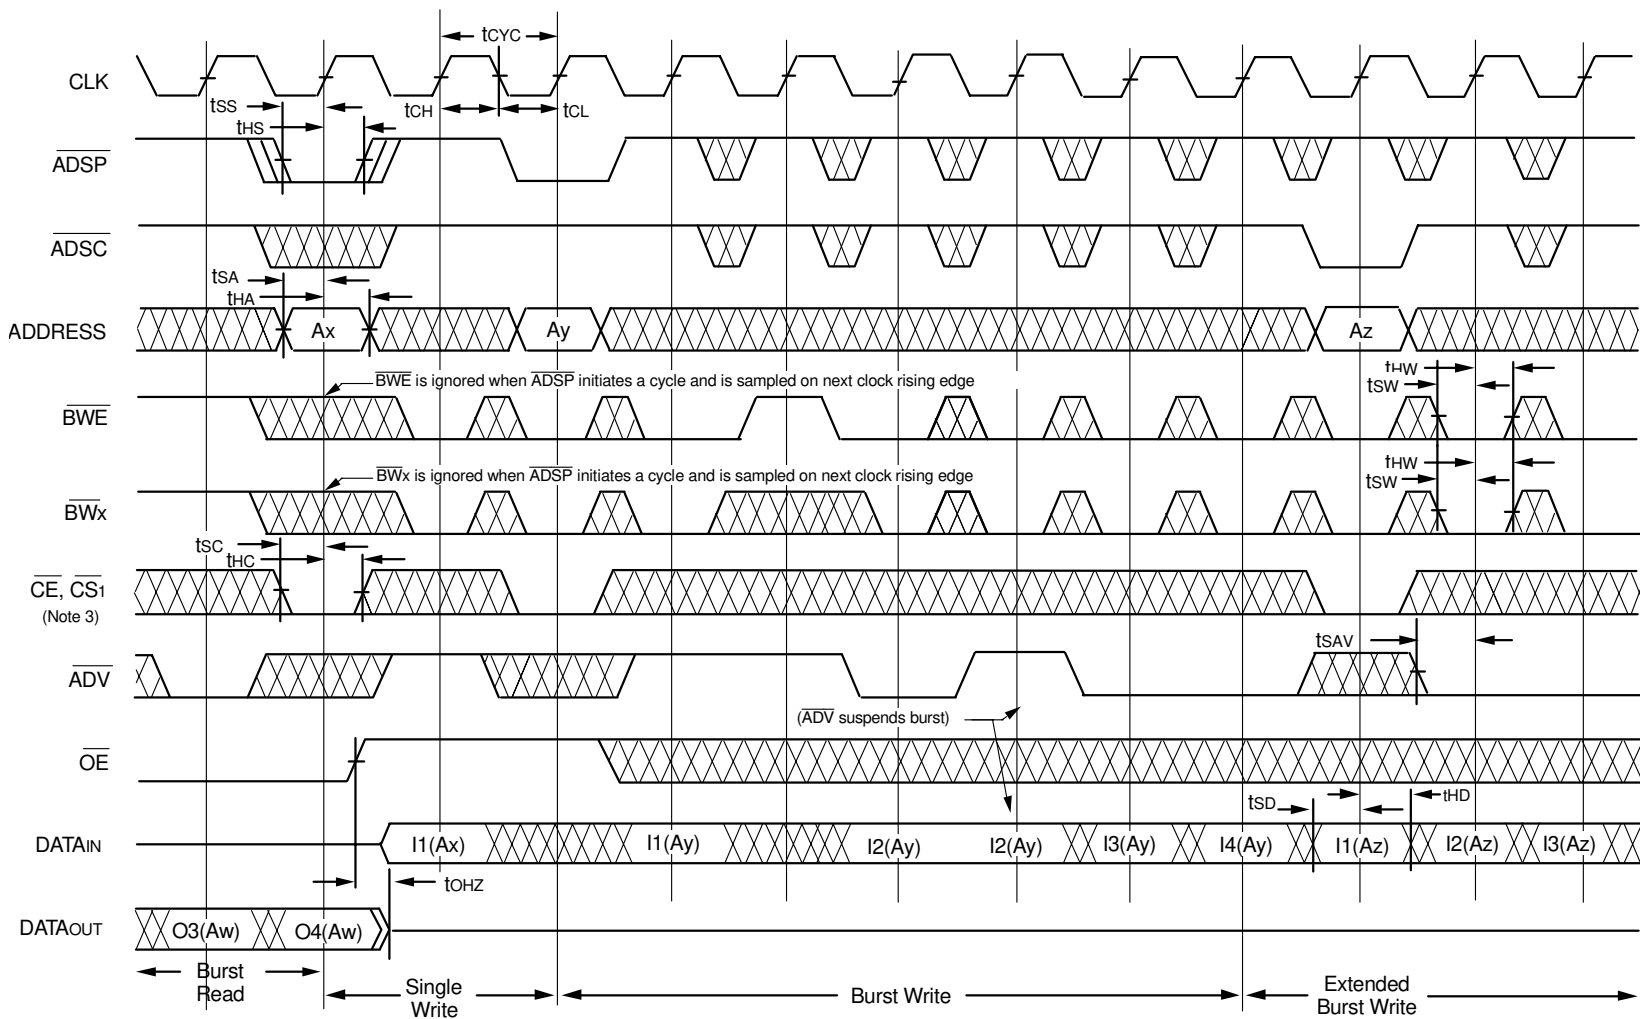 tCYC
CLK
tSS
tCH
tCL
tHS
ADSP
ADSC
tSA
tHA
ADDRESS
Ax
Ay
Az
BWE is ignored when ADSP initiates a cycle and is sampled on next clock rising edge
tHW
tSW
BWE
BWx is ignored when ADSP initiates a cycle and is sampled on next clock rising edge
tHW
tSW
BWx
tSC
tHC
CE, CS1
(Note 3)
tSAV
ADV
(ADV suspends burst)
OE
tSD
tHD
DATAIN
I1(Ax)
I1(Ay)
I2(Ay)
I2(Ay)
I3(Ay)
I4(Ay)
I1(Az)
I2(Az)
I3(Az)
tOHZ
DATAOUT
O3(Aw)
O4(Aw)
Burst
Read
Single
Write
Burst Write
Extended
Burst Write